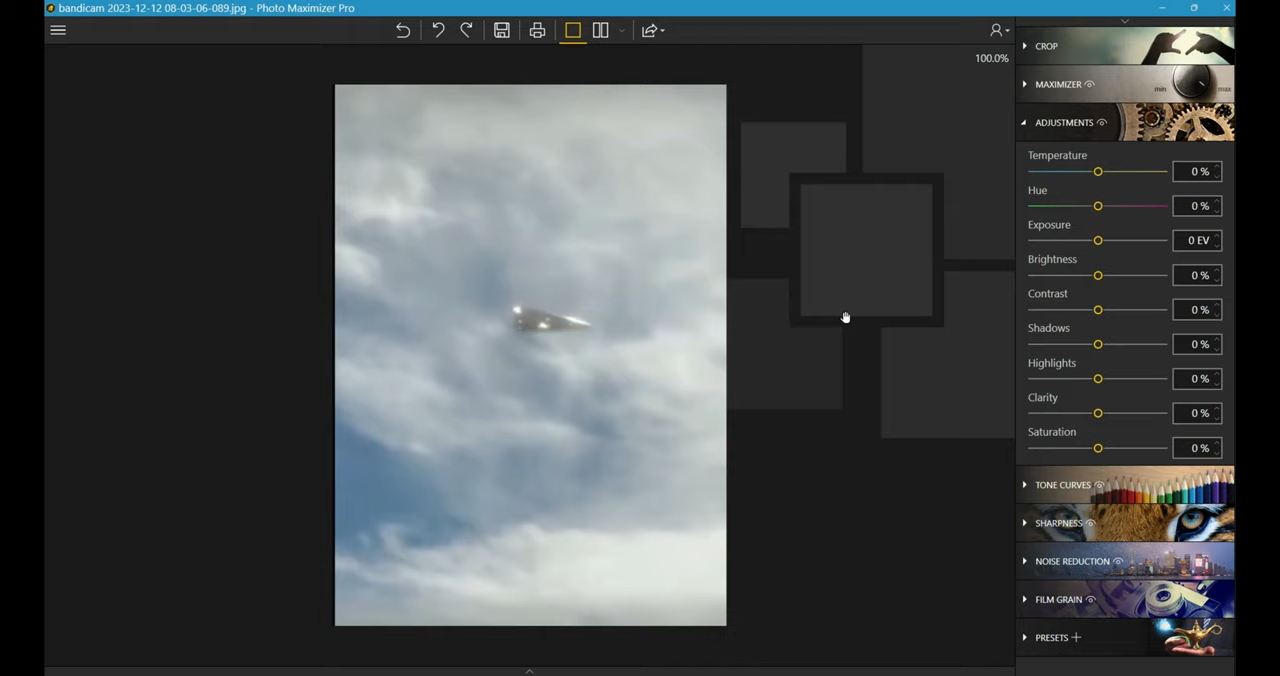 bandicam 2023-12-12 08-03-06-089.jpg - Photo Maximizer Pro
100.0%
CROP
MAXIMIZER
min
max
ADJUSTMENTS
Temperature
0 %
Hue
0 %
Exposure
0 EV
Brightness
0 %
Contrast
0 %
Shadows
0 %
Highlights
0 %
Clarity
0 %
Saturation
0 %
TONE CURVES
SHARPNESS
NOISE REDUCTION
FILM GRAIN
PRESETS